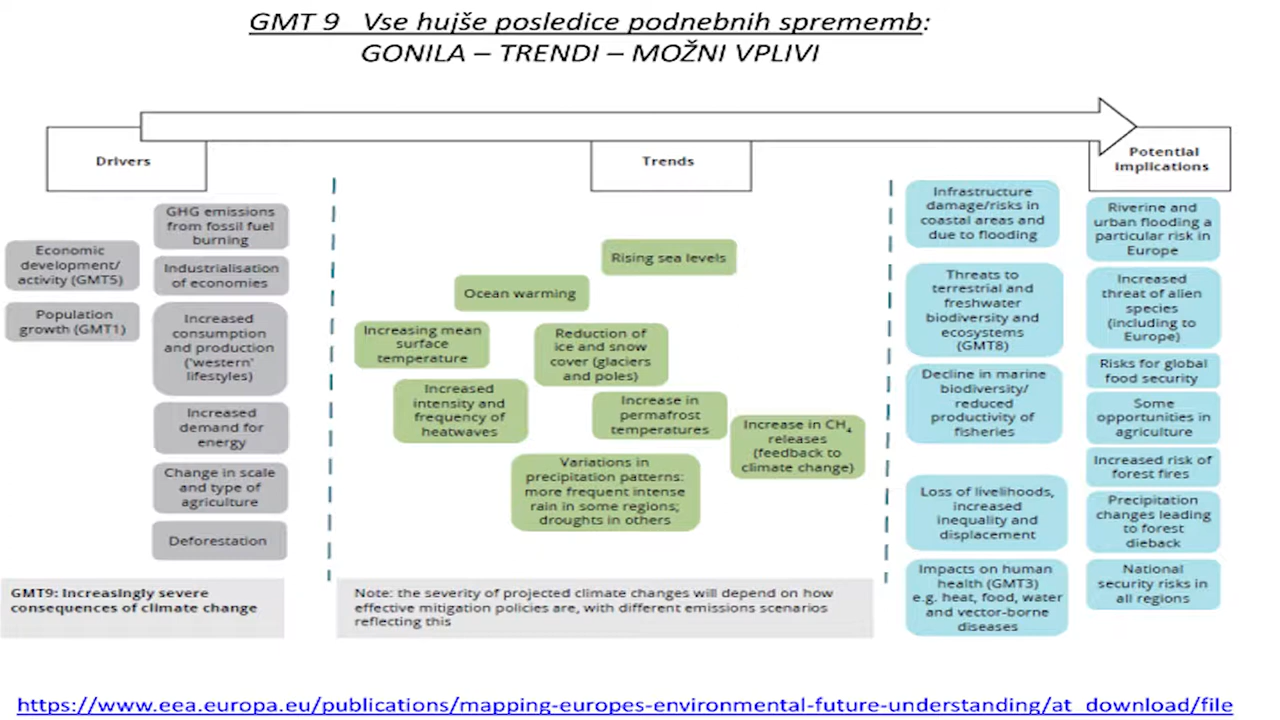 GMT 9 Vse hujše posledice podnebnih sprememb:
GONILA – TRENDI – MOŽNI VPLIVI
Drivers
Trends
Potential
implications
GHG emissions
from fossil fuel
burning
Economic
development/
activity (GMT5)
Industrialisation
of economies
Population
growth (GMT1)
Increased
consumption
and production
('western'
lifestyles)
Increased
demand for
energy
Change in scale
and type of
agriculture
Deforestation
GMT9: Increasingly severe
consequences of climate change
Rising sea levels
Ocean warming
Increasing mean
surface
temperature
Reduction of
ice and snow
cover (glaciers
and poles)
Increased
intensity and
frequency of
heatwaves
Increase in
permafrost
temperatures
Increase in CH₄
releases
(feedback to
climate change)
Variations in
precipitation patterns:
more frequent intense
rain in some regions;
droughts in others
Note: the severity of projected climate changes will depend on how
effective mitigation policies are, with different emissions scenarios
reflecting this
Infrastructure
damage/risks in
coastal areas and
due to flooding
Threats to
terrestrial and
freshwater
biodiversity and
ecosystems
(GMT8)
Decline in marine
biodiversity/
reduced
productivity of
fisheries
Loss of livelihoods,
increased
inequality and
displacement
Impacts on human
health (GMT3)
e.g. heat, food, water
and vector-borne
diseases
Riverine and
urban flooding a
particular risk in
Europe
Increased
threat of alien
species
(including to
Europe)
Risks for global
food security
Some
opportunities in
agriculture
Increased risk of
forest fires
Precipitation
changes leading
to forest
dieback
National
security risks in
all regions
https://www.eea.europa.eu/publications/mapping-europes-environmental-future-understanding/at_download/file